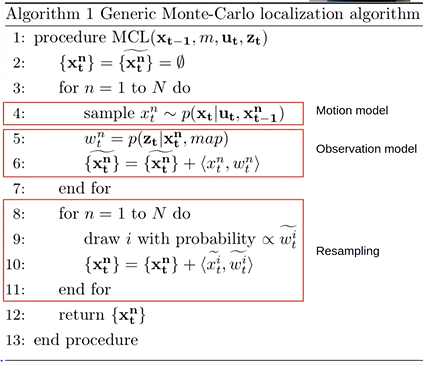 Algorithm 1 Generic Monte-Carlo localization algorithm
1: procedure MCL(x_{t−1}, m, u_t, z_t)
2: {x_t^n} = {x̃_t^n} = ∅
3: for n = 1 to N do
4: sample x_t^n ∼ p(x_t|u_t, x_{t−1}^n)
Motion model
5: w_t^n = p(z_t|x_t^n, map)
Observation model
6: {x̃_t^n} = {x̃_t^n} + ⟨x_t^n, w_t^n⟩
7: end for
8: for n = 1 to N do
9: draw i with probability ∝ w̃_t^i
Resampling
10: {x_t^n} = {x_t^n} + ⟨x̃_t^i, w̃_t^i⟩
11: end for
12: return {x_t^n}
13: end procedure